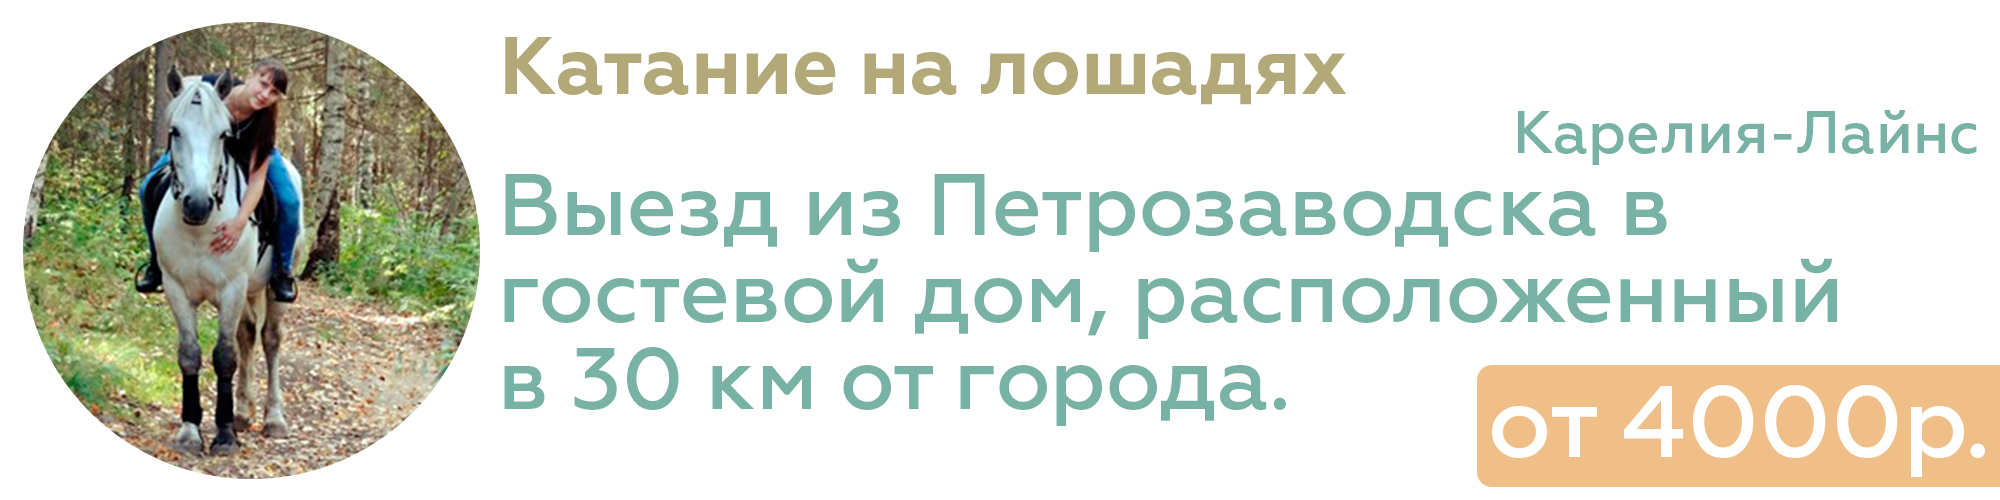 Катание на лошадях
Карелия-Лайнс
Выезд из Петрозаводска в
гостевой дом, расположенный
в 30 км от города.
от 4000р.